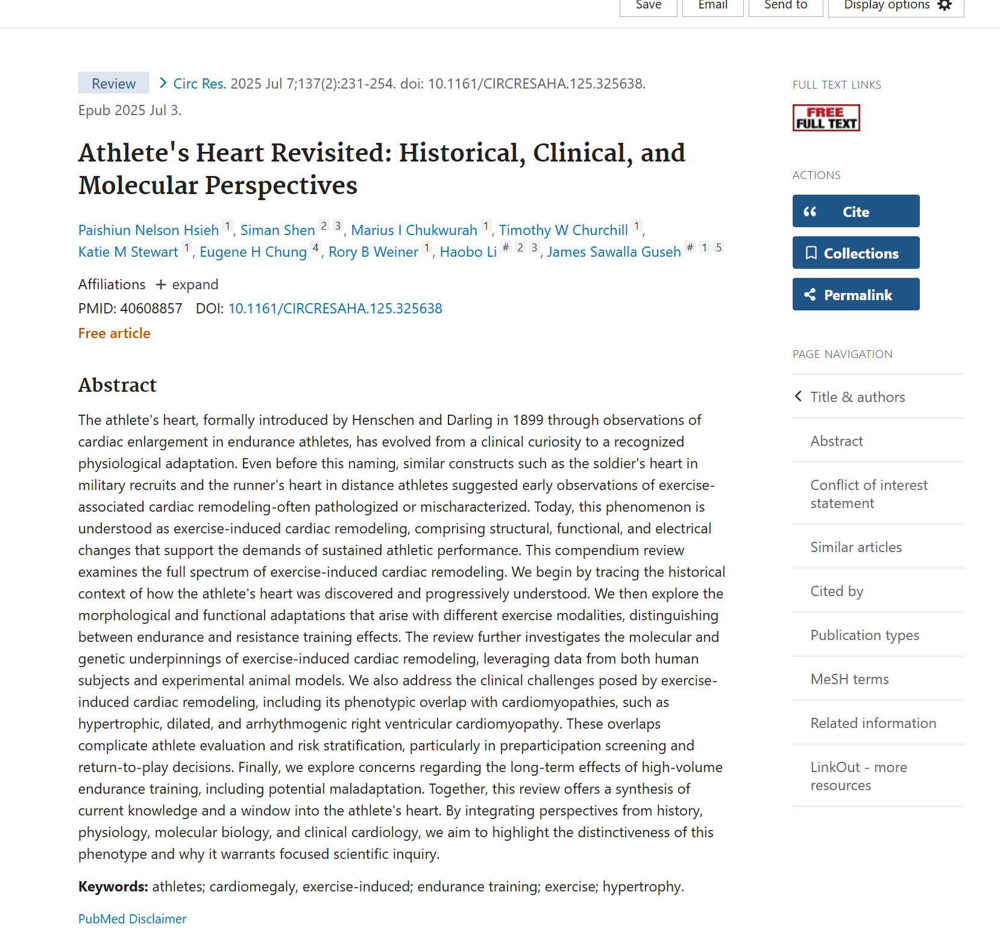 Save Email Send to Display options
Review Circ Res. 2025 Jul 7;137(2):231-254. doi: 10.1161/CIRCRESAHA.125.325638.
Epub 2025 Jul 3.
Athlete's Heart Revisited: Historical, Clinical, and
Molecular Perspectives
Paishiun Nelson Hsieh 1, Siman Shen 2 3, Marius I Chukwurah 1, Timothy W Churchill 1,
Katie M Stewart 1, Eugene H Chung 4, Rory B Weiner 1, Haobo Li # 2 3, James Sawalla Guseh # 1 5
Affiliations + expand
PMID: 40608857 DOI: 10.1161/CIRCRESAHA.125.325638
Free article
Abstract
The athlete's heart, formally introduced by Henschen and Darling in 1899 through observations of
cardiac enlargement in endurance athletes, has evolved from a clinical curiosity to a recognized
physiological adaptation. Even before this naming, similar constructs such as the soldier's heart in
military recruits and the runner's heart in distance athletes suggested early observations of exercise-
associated cardiac remodeling-often pathologized or mischaracterized. Today, this phenomenon is
understood as exercise-induced cardiac remodeling, comprising structural, functional, and electrical
changes that support the demands of sustained athletic performance. This compendium review
examines the full spectrum of exercise-induced cardiac remodeling. We begin by tracing the historical
context of how the athlete's heart was discovered and progressively understood. We then explore the
morphological and functional adaptations that arise with different exercise modalities, distinguishing
between endurance and resistance training effects. The review further investigates the molecular and
genetic underpinnings of exercise-induced cardiac remodeling, leveraging data from both human
subjects and experimental animal models. We also address the clinical challenges posed by exercise-
induced cardiac remodeling, including its phenotypic overlap with cardiomyopathies, such as
hypertrophic, dilated, and arrhythmogenic right ventricular cardiomyopathy. These overlaps
complicate athlete evaluation and risk stratification, particularly in preparticipation screening and
return-to-play decisions. Finally, we explore concerns regarding the long-term effects of high-volume
endurance training, including potential maladaptation. Together, this review offers a synthesis of
current knowledge and a window into the athlete's heart. By integrating perspectives from history,
physiology, molecular biology, and clinical cardiology, we aim to highlight the distinctiveness of this
phenotype and why it warrants focused scientific inquiry.
Keywords: athletes; cardiomegaly, exercise-induced; endurance training; exercise; hypertrophy.
PubMed Disclaimer
FULL TEXT LINKS
FREE
FULL TEXT
ACTIONS
Cite
Collections
Permalink
PAGE NAVIGATION
Title & authors
Abstract
Conflict of interest
statement
Similar articles
Cited by
Publication types
MeSH terms
Related information
LinkOut - more
resources